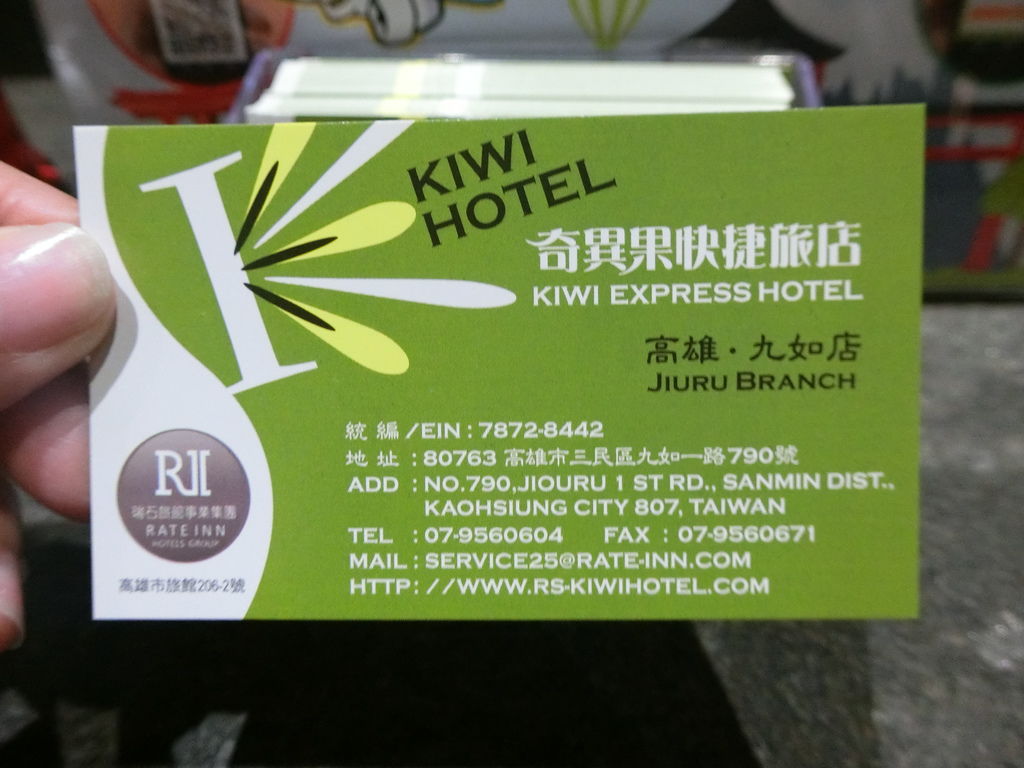 KIWI
HOTEL
奇異果快捷旅店
KIWI EXPRESS HOTEL
高雄·九如店
JIURU BRANCH
統編/EIN : 7872-8442
地址 : 80763 高雄市三民區九如一路790號
ADD : NO.790,JIOURU 1 ST RD., SANMIN DIST.,
KAOHSIUNG CITY 807, TAIWAN
TEL : 07-9560604 FAX : 07-9560671
MAIL : SERVICE25@RATE-INN.COM
HTTP : //WWW.RS-KIWIHOTEL.COM
RI
瑞石旅館事業集團
RATE INN
HOTELS GROUP
高雄市旅館206-2號